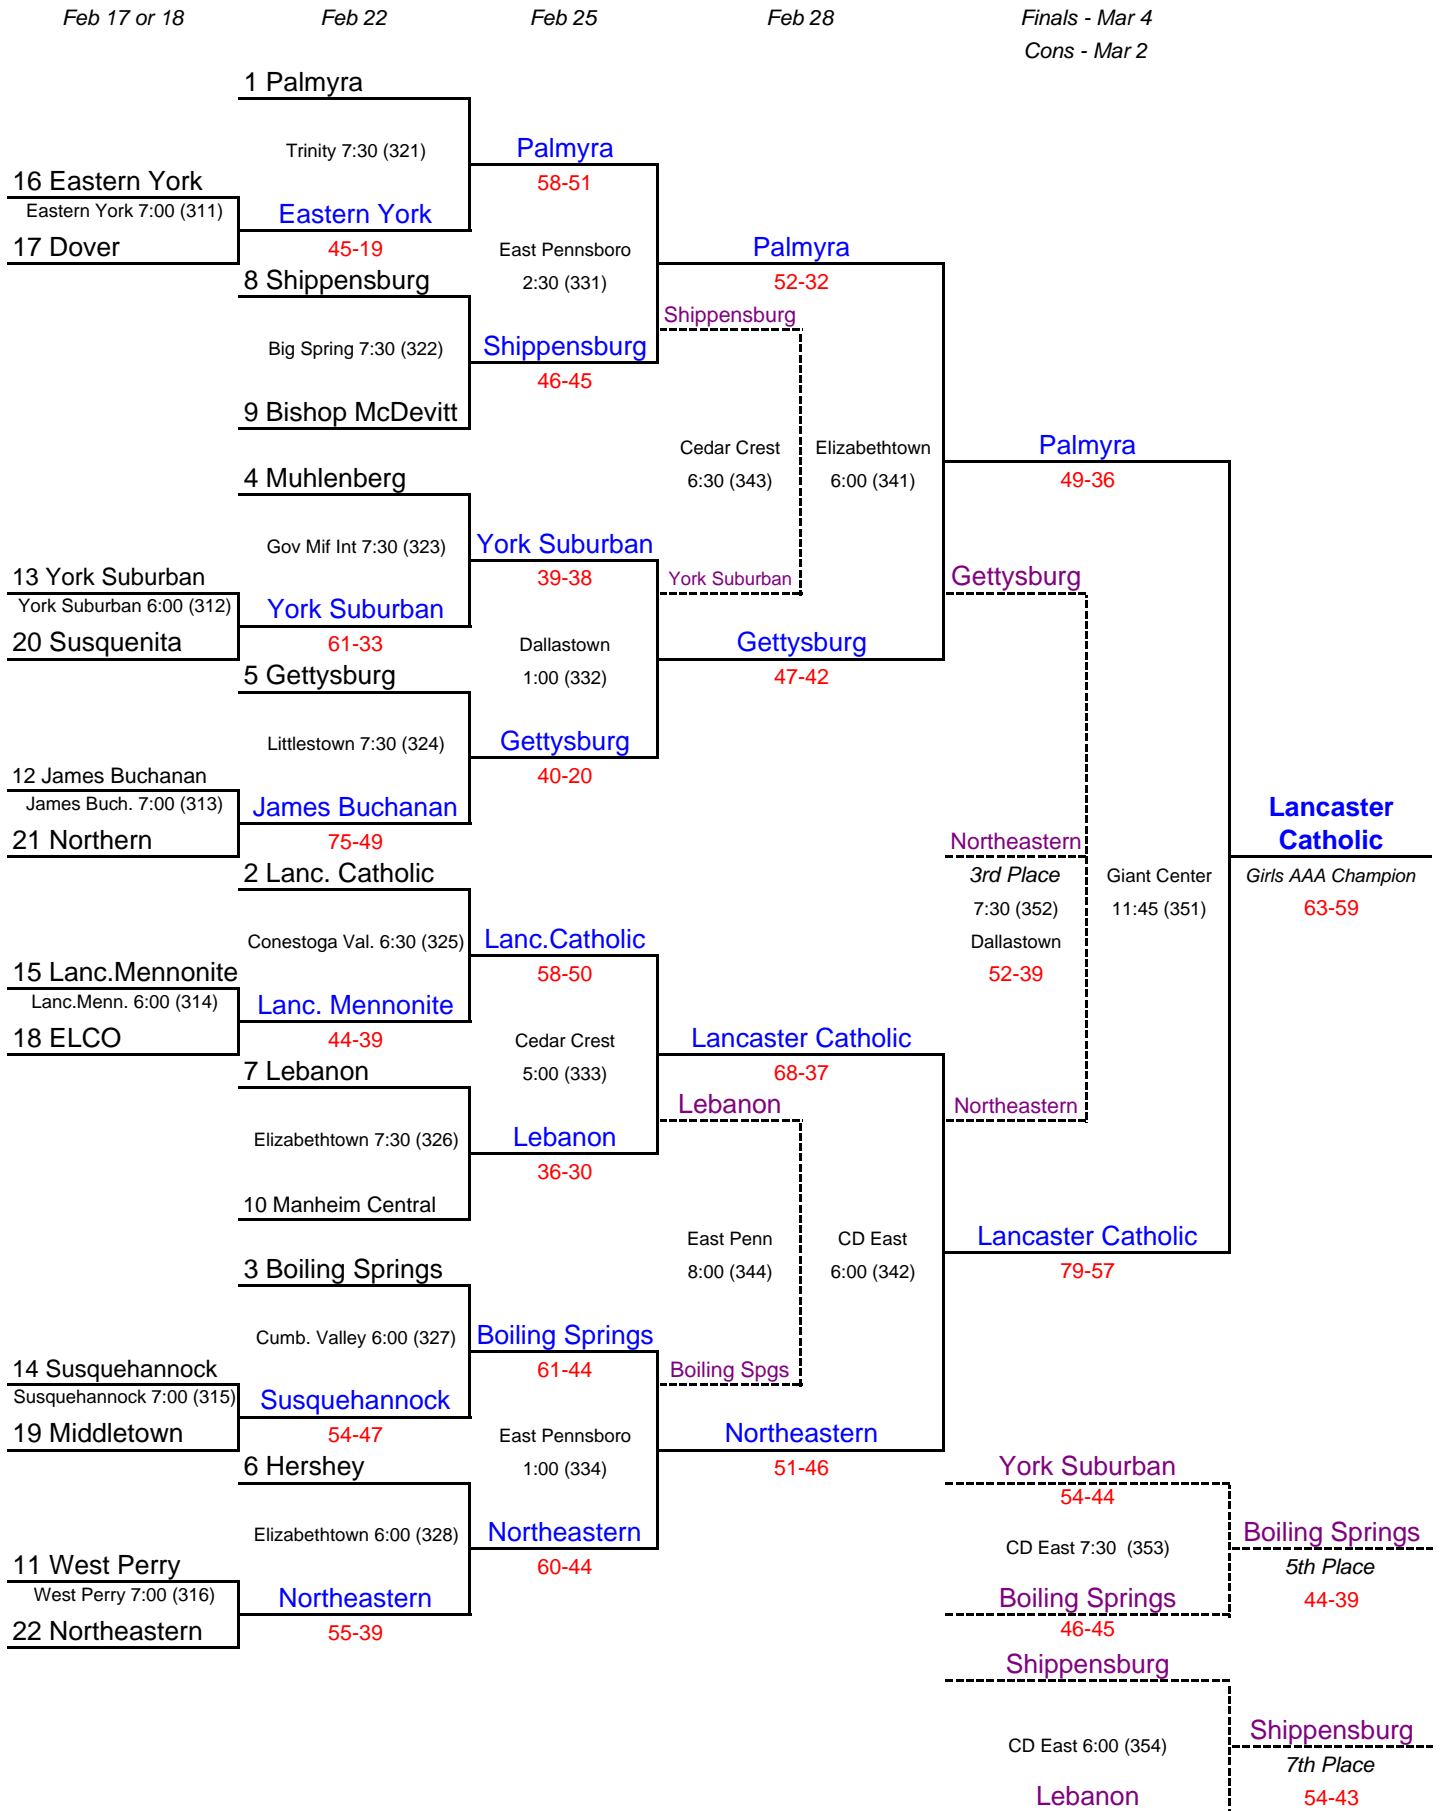 Feb 17 or 18
Feb 22
Feb 25
Feb 28
Finals - Mar 4
Cons - Mar 2
1 Palmyra
Trinity 7:30 (321)
Palmyra
58-51
16 Eastern York
Eastern York 7:00 (311)
Eastern York
17 Dover
45-19
East Pennsboro
2:30 (331)
Palmyra
52-32
8 Shippensburg
Shippensburg
Big Spring 7:30 (322)
Shippensburg
46-45
9 Bishop McDevitt
Cedar Crest
6:30 (343)
Elizabethtown
6:00 (341)
Palmyra
49-36
4 Muhlenberg
Gov Mif Int 7:30 (323)
York Suburban
39-38
York Suburban
Gettysburg
13 York Suburban
York Suburban 6:00 (312)
York Suburban
20 Susquenita
61-33
Dallastown
1:00 (332)
Gettysburg
47-42
5 Gettysburg
Littlestown 7:30 (324)
Gettysburg
40-20
12 James Buchanan
James Buch. 7:00 (313)
James Buchanan
21 Northern
75-49
Northeastern
3rd Place
7:30 (352)
Dallastown
52-39
Giant Center
11:45 (351)
Lancaster
Catholic
Girls AAA Champion
63-59
2 Lanc. Catholic
Conestoga Val. 6:30 (325)
Lanc.Catholic
58-50
15 Lanc.Mennonite
Lanc.Menn. 6:00 (314)
Lanc. Mennonite
18 ELCO
44-39
Cedar Crest
5:00 (333)
Lancaster Catholic
68-37
7 Lebanon
Lebanon
Northeastern
Elizabethtown 7:30 (326)
Lebanon
36-30
10 Manheim Central
East Penn
8:00 (344)
CD East
6:00 (342)
Lancaster Catholic
79-57
3 Boiling Springs
Cumb. Valley 6:00 (327)
Boiling Springs
61-44
Boiling Spgs
14 Susquehannock
Susquehannock 7:00 (315)
Susquehannock
19 Middletown
54-47
East Pennsboro
1:00 (334)
Northeastern
51-46
6 Hershey
York Suburban
54-44
Elizabethtown 6:00 (328)
Northeastern
60-44
CD East 7:30 (353)
Boiling Springs
5th Place
44-39
11 West Perry
West Perry 7:00 (316)
Northeastern
22 Northeastern
55-39
Boiling Springs
46-45
Shippensburg
CD East 6:00 (354)
Shippensburg
7th Place
54-43
Lebanon